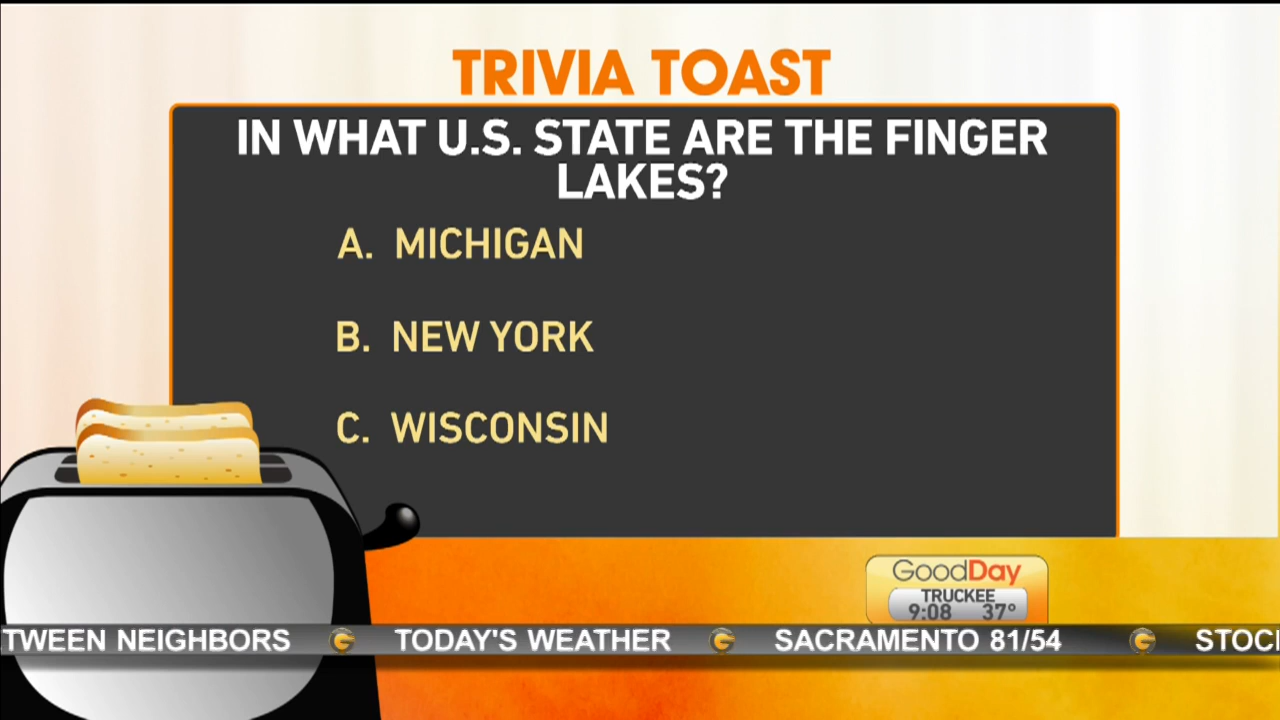 TRIVIA TOAST
IN WHAT U.S. STATE ARE THE FINGER
LAKES?
A. MICHIGAN
B. NEW YORK
C. WISCONSIN
GoodDay
TRUCKEE
9:08 37°
TWEEN NEIGHBORS TODAY'S WEATHER SACRAMENTO 81/54 STOC